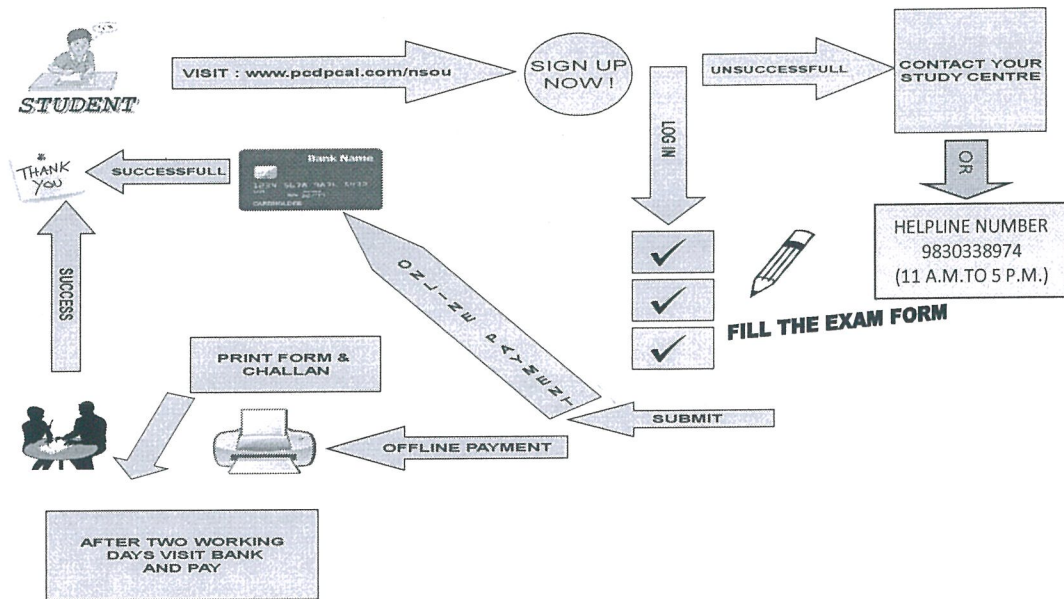 STUDENT
VISIT : www.pcdpcal.com/nsou
SIGN UP
NOW !
UNSUCCESSFULL
CONTACT YOUR
STUDY CENTRE
OR
HELPLINE NUMBER
9830338974
(11 A.M.TO 5 P.M.)
LOG IN
FILL THE EXAM FORM
SUBMIT
ONLINE PAYMENT
Bank Name
CARDHOLDER
SUCCESSFULL
THANK
YOU
OFFLINE PAYMENT
PRINT FORM &
CHALLAN
AFTER TWO WORKING
DAYS VISIT BANK
AND PAY
SUCCESS